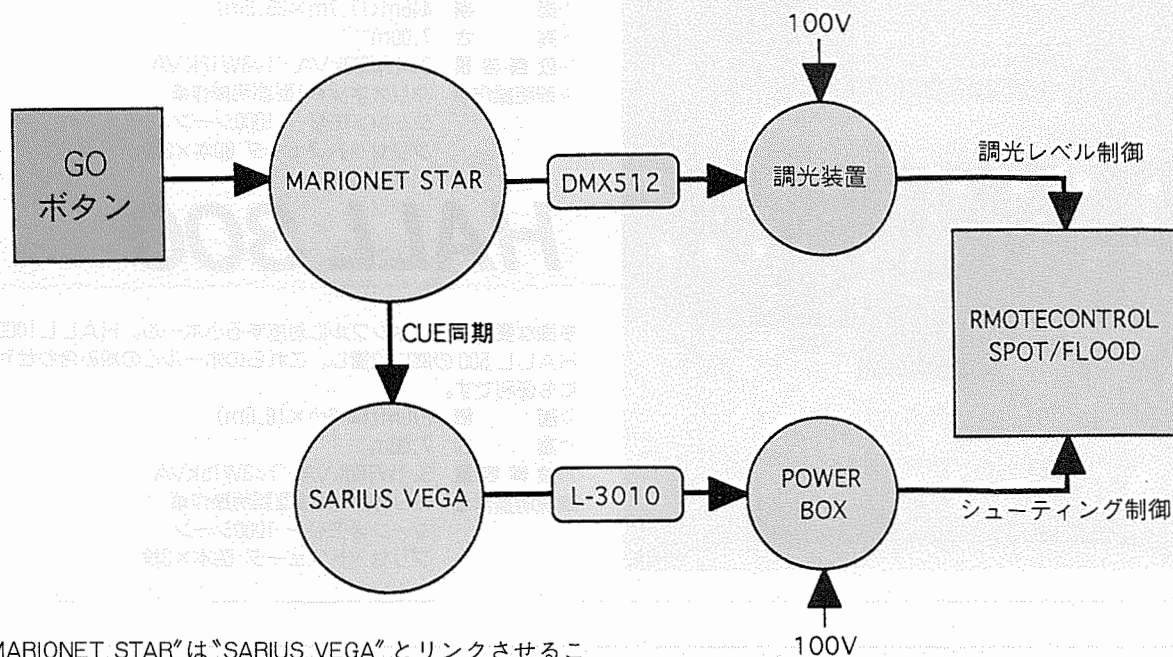 100V
GO
ボタン
MARIONET STAR
DMX512
調光装置
調光レベル制御
CUE同期
RMOTECONTROL
SPOT/FLOOD
SARIUS VEGA
L-3010
POWER
BOX
シューティング制御
100V
MARIONET STAR〞は〝SARIUS VEGA〞とリンクさせるこ